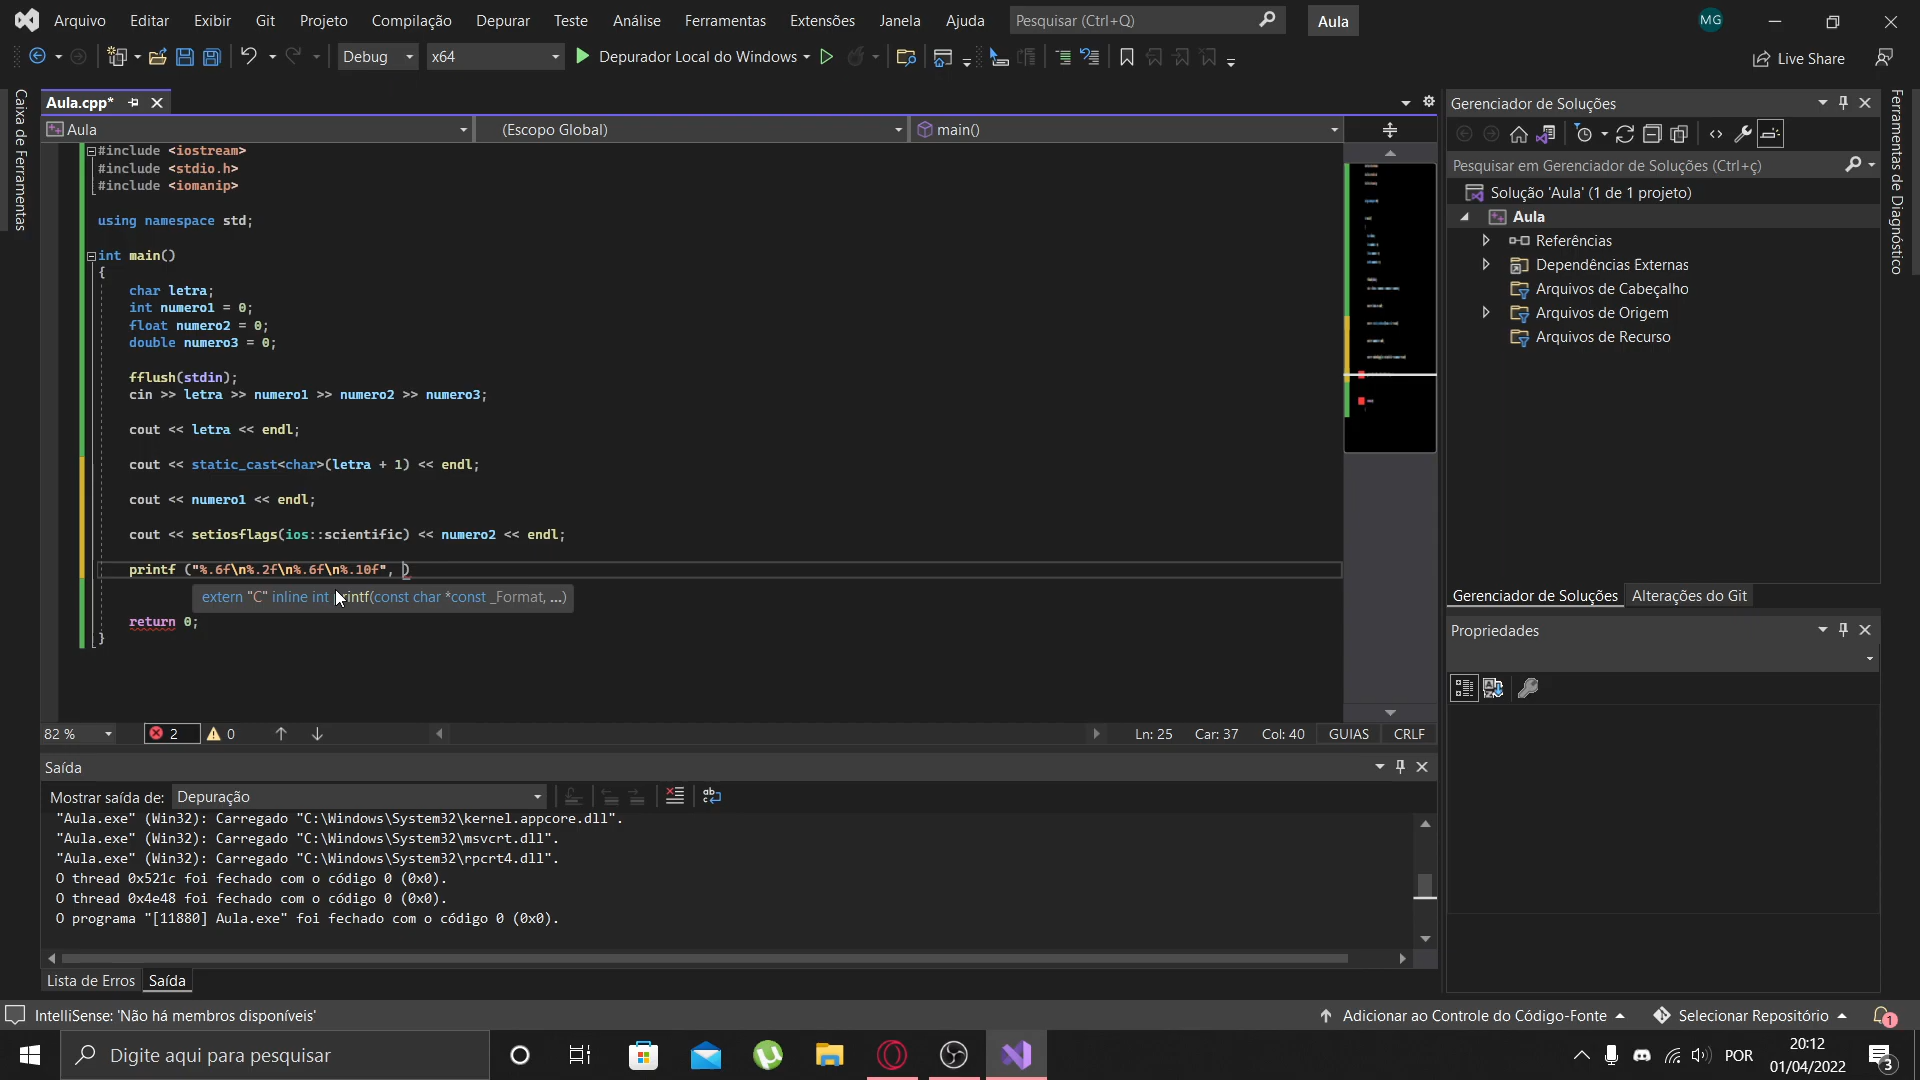 Arquivo Editar Exibir Git Projeto Compilação Depurar Teste Análise Ferramentas Extensões Janela Ajuda Pesquisar (Ctrl+Q) Aula MG
Debug x64 Depurador Local do Windows Live Share
Caixa de Ferramentas
Aula.cpp*
Aula (Escopo Global) main()
#include <iostream>
#include <stdio.h>
#include <iomanip>
using namespace std;
int main()
{
char letra;
int numero1 = 0;
float numero2 = 0;
double numero3 = 0;
fflush(stdin);
cin >> letra >> numero1 >> numero2 >> numero3;
cout << letra << endl;
cout << static_cast<char>(letra + 1) << endl;
cout << numero1 << endl;
cout << setiosflags(ios::scientific) << numero2 << endl;
printf ("%.6f\n%.2f\n%.6f\n%.10f", )
extern "C" inline int printf(const char *const _Format, ...)
return 0;
}
82 % 2 0 Ln: 25 Car: 37 Col: 40 GUIAS CRLF
Saída
Mostrar saída de: Depuração
"Aula.exe" (Win32): Carregado "C:\Windows\System32\kernel.appcore.dll".
"Aula.exe" (Win32): Carregado "C:\Windows\System32\msvcrt.dll".
"Aula.exe" (Win32): Carregado "C:\Windows\System32\rpcrt4.dll".
O thread 0x521c foi fechado com o código 0 (0x0).
O thread 0x4e48 foi fechado com o código 0 (0x0).
O programa "[11880] Aula.exe" foi fechado com o código 0 (0x0).
Lista de Erros Saída
Gerenciador de Soluções
Pesquisar em Gerenciador de Soluções (Ctrl+ç)
Solução 'Aula' (1 de 1 projeto)
Aula
Referências
Dependências Externas
Arquivos de Cabeçalho
Arquivos de Origem
Arquivos de Recurso
Gerenciador de Soluções Alterações do Git
Propriedades
Ferramentas de Diagnóstico
IntelliSense: 'Não há membros disponíveis' Adicionar ao Controle do Código-Fonte Selecionar Repositório 1
Digite aqui para pesquisar POR 20:12
01/04/2022 3